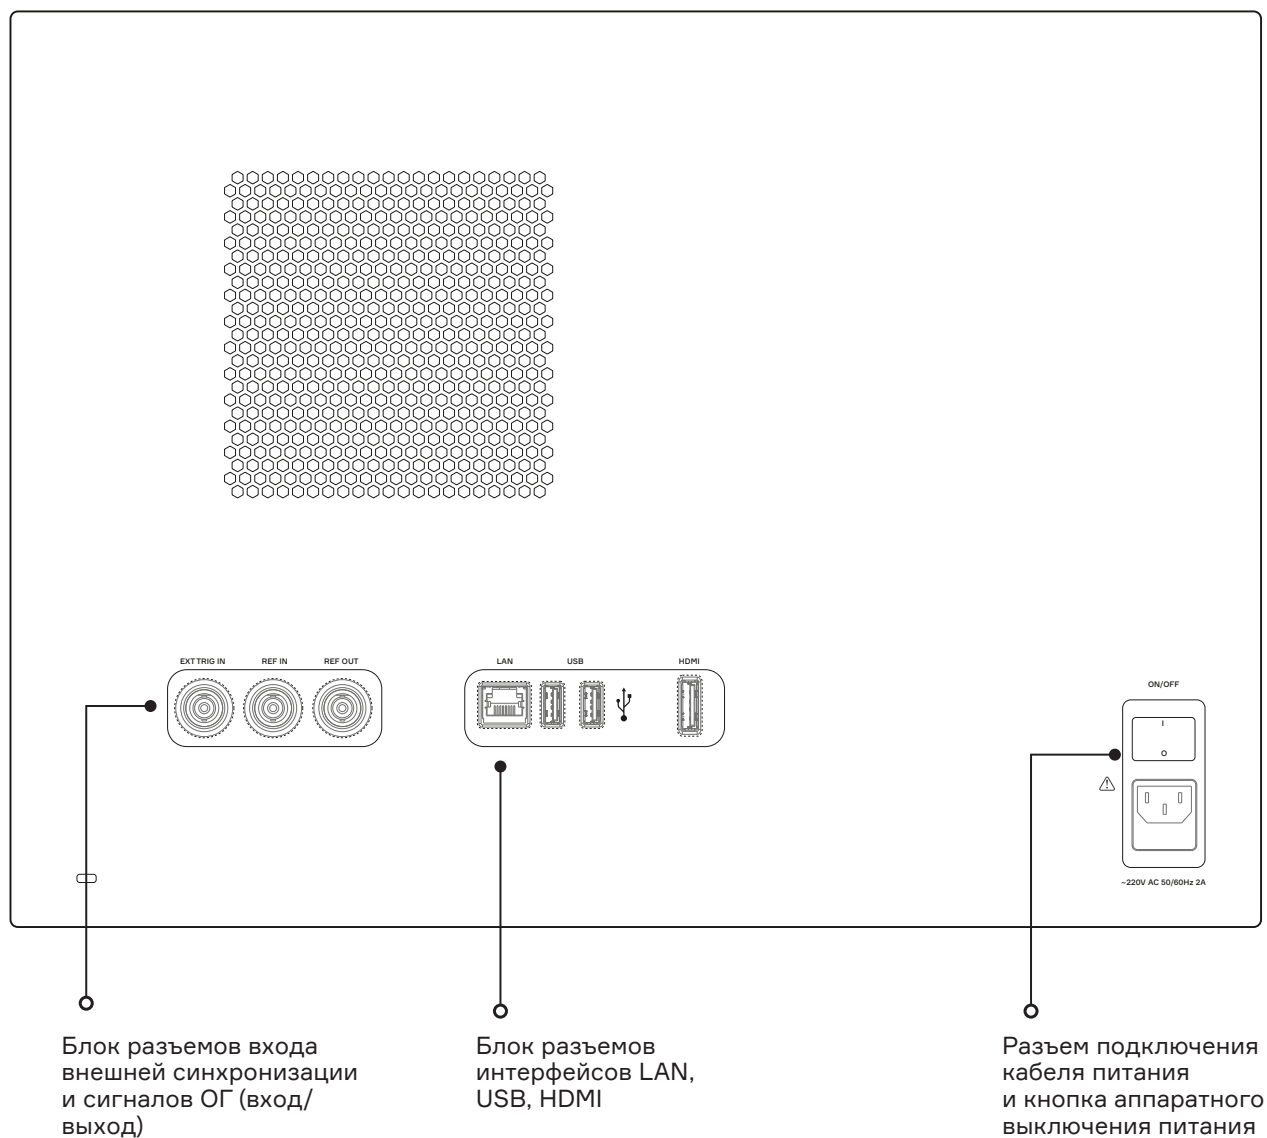 EXT TRIG IN REF IN REF OUT
LAN USB HDMI
ON/OFF
I
O
~220V AC 50/60Hz 2A
Блок разъемов входа
внешней синхронизации
и сигналов ОГ (вход/
выход)
Блок разъемов
интерфейсов LAN,
USB, HDMI
Разъем подключения
кабеля питания
и кнопка аппаратного
выключения питания